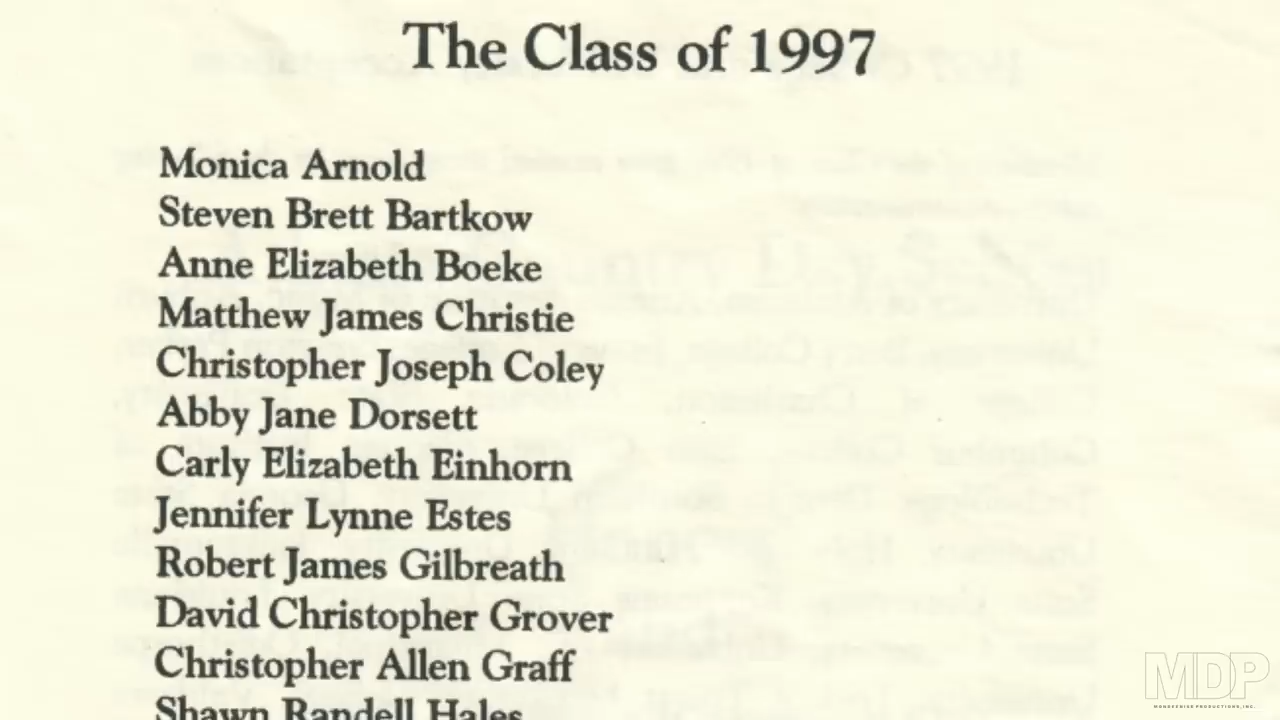 The Class of 1997
Monica Arnold
Steven Brett Bartkow
Anne Elizabeth Boeke
Matthew James Christie
Christopher Joseph Coley
Abby Jane Dorsett
Carly Elizabeth Einhorn
Jennifer Lynne Estes
Robert James Gilbreath
David Christopher Grover
Christopher Allen Graff
Shawn Randell Hales
MDP